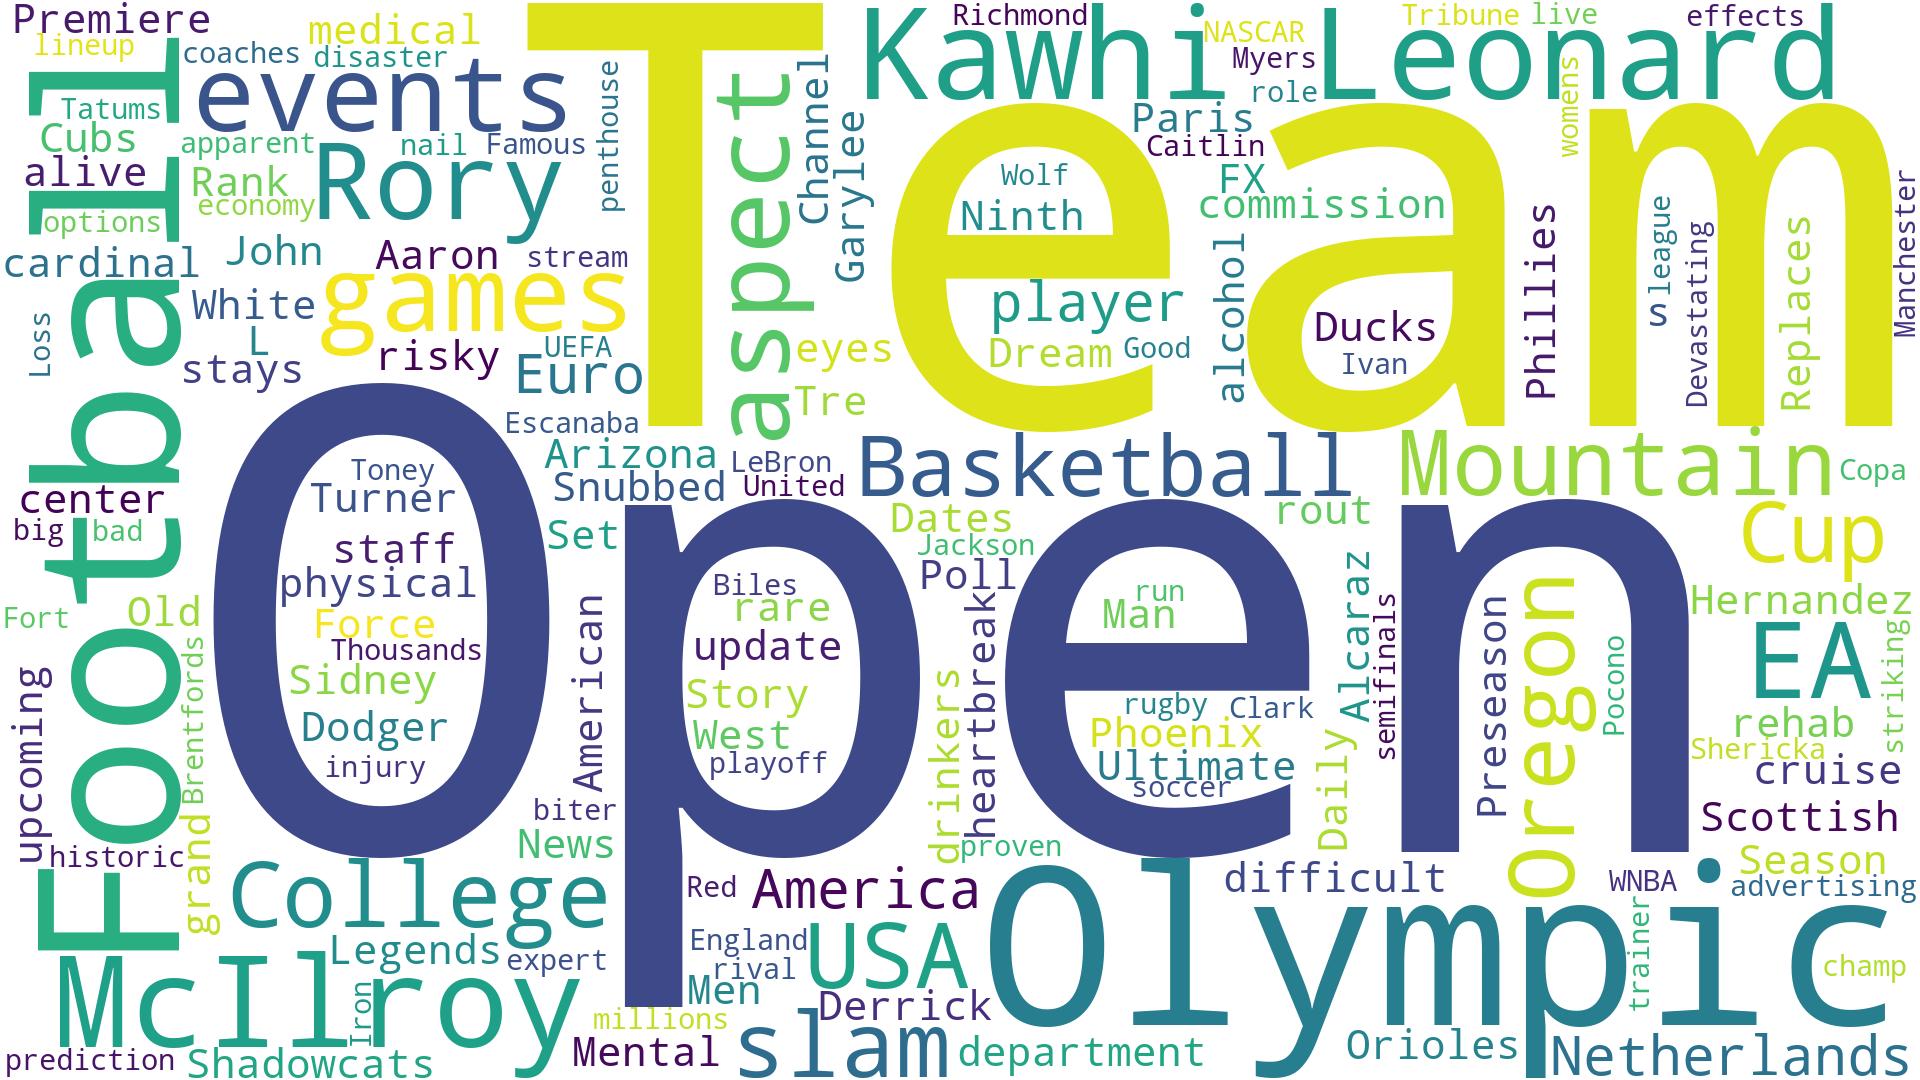 Premiere
lineup
coaches
medical
disaster
Team
Kawhi Leonard
Richmond
NASCAR
Myers
role
Tribune
live
effects
womens
Football
events
Tatums
Cubs
alive
apparent
nail
Famous
penthouse
aspect
Channel
Garylee
Paris
Caitlin
Rank
economy
options
Rory
Wolf
Ninth
FX
commission
cardinal
John
Aaron
stream
games
White
L
stays
risky
UEFA
Euro
Loss
player
Dream
Good
eyes
Tre
alcohol
Ducks
Ivan
Phillies
league
s
Devastating
Replaces
Manchester
Escanaba
Arizona
LeBron
Snubbed
United
Basketball
Mountain
Copa
center
big
bad
Open
Toney
Turner
staff
physical
Force
Thousands
Sidney
Dodger
injury
Set
Dates
Jackson
Poll
rout
Cup
Biles
rare
update
Story
West
playoff
American
run
Man
heartbreak
drinkers
rugby
Clark
Phoenix
Ultimate
soccer
Alcaraz
semifinals
Daily
Preseason
Oregon
Pocono
Hernandez
EA
striking
rehab
Shericka
cruise
Scottish
Season
advertising
Fort
Old
Brentfords
upcoming
historic
grand
biter
News
proven
College
Red
America
difficult
WNBA
Olympic
trainer
champ
Legends
expert
England
rival
Men
USA
Derrick
McIlroy
Iron
millions
slam
Mental
department
Orioles
Netherlands
prediction
Shadowcats